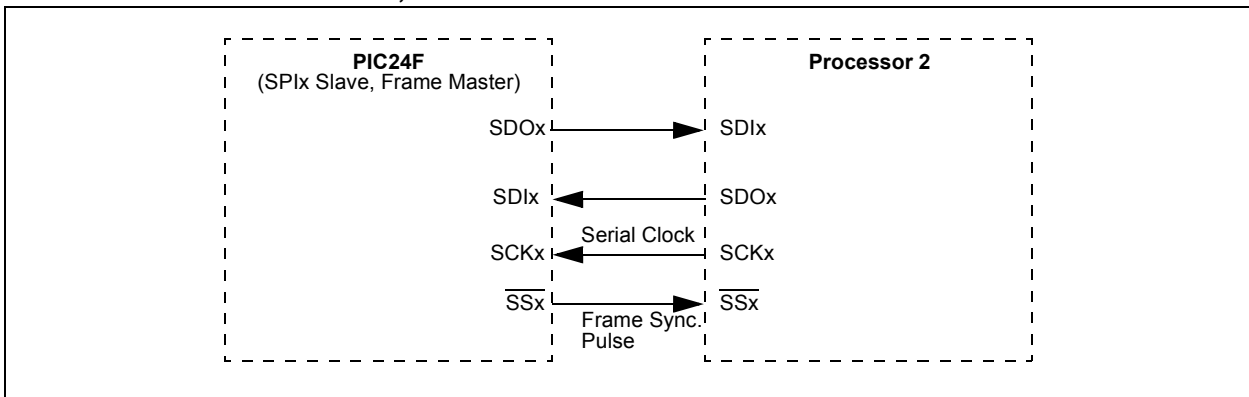 PIC24F
(SPIx Slave, Frame Master)
Processor 2
SDOx
SDIx
SDIx
SDOx
Serial Clock
SCKx
SCKx
SSx
SSx
Frame Sync.
Pulse